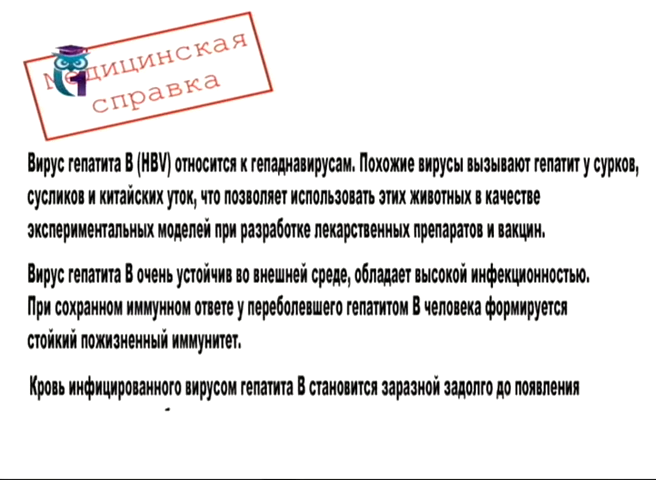 Медицинская
справка
1
Вирус гепатита В (HBV) относится к гепаднавирусам. Похожие вирусы вызывают гепатит у сурков,
сусликов и китайских уток, что позволяет использовать этих животных в качестве
экспериментальных моделей при разработке лекарственных препаратов и вакцин.
Вирус гепатита В очень устойчив во внешней среде, обладает высокой инфекционностью.
При сохранном иммунном ответе у переболевшего гепатитом В человека формируется
стойкий пожизненный иммунитет.
Кровь инфицированного вирусом гепатита В становится заразной задолго до появления